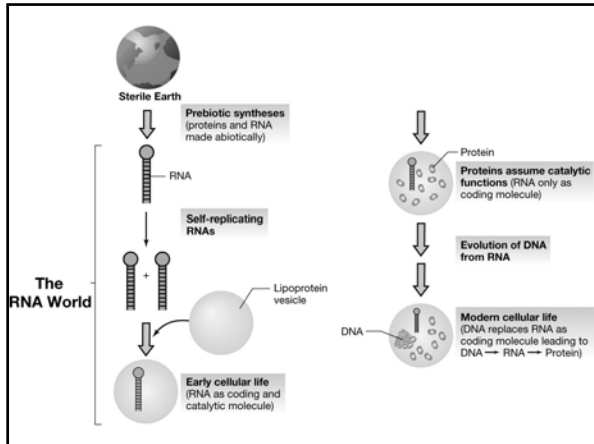 Sterile Earth
Prebiotic syntheses
(proteins and RNA
made abiotically)
RNA
Self-replicating
RNAs
+
The
RNA World
Lipoprotein
vesicle
Early cellular life
(RNA as coding and
catalytic molecule)
Protein
Proteins assume catalytic
functions (RNA only as
coding molecule)
Evolution of DNA
from RNA
DNA
Modern cellular life
(DNA replaces RNA as
coding molecule leading to
DNA → RNA → Protein)